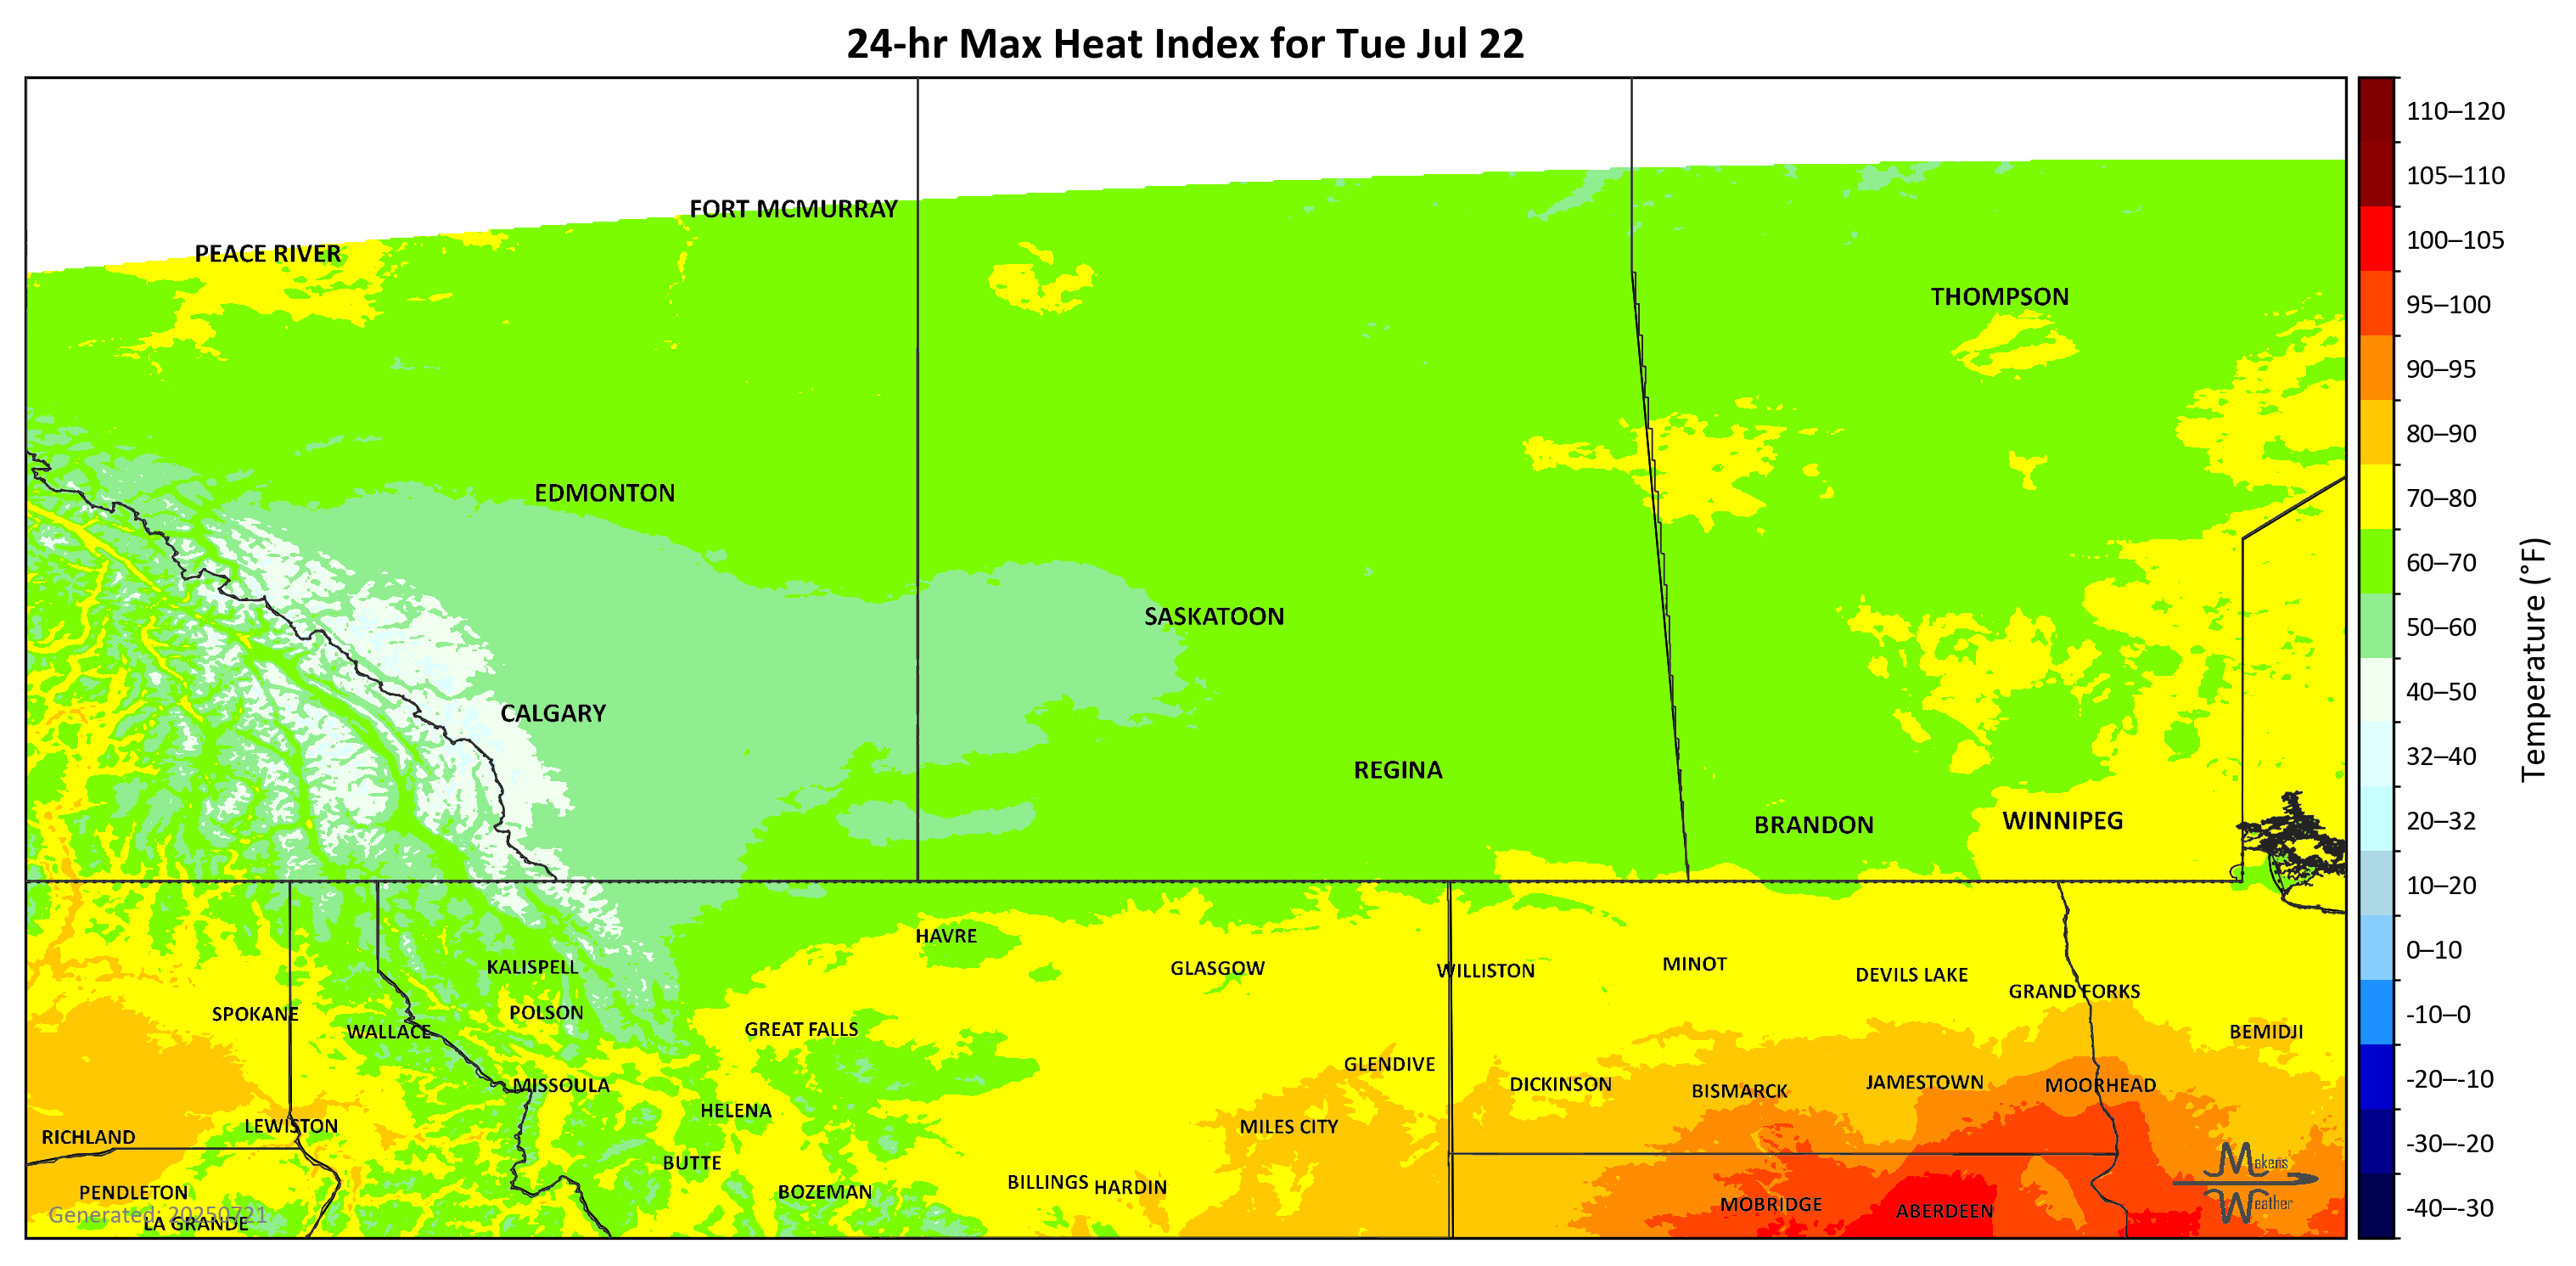 24-hr Max Heat Index for Tue Jul 22
110–120
105–110
100–105
95–100
90–95
80–90
70–80
60–70
50–60
40–50
32–40
20–32
10–20
0–10
-10–0
-20–-10
-30–-20
-40–-30
Temperature (°F)
FORT MCMURRAY
PEACE RIVER
THOMPSON
EDMONTON
SASKATOON
CALGARY
REGINA
BRANDON
WINNIPEG
HAVRE
KALISPELL
GLASGOW
WILLISTON
MINOT
DEVILS LAKE
GRAND FORKS
SPOKANE
POLSON
WALLACE
GREAT FALLS
BEMIDJI
GLENDIVE
MISSOULA
DICKINSON
BISMARCK
JAMESTOWN
MOORHEAD
HELENA
LEWISTON
MILES CITY
RICHLAND
BUTTE
BILLINGS
HARDIN
PENDLETON
BOZEMAN
MOBRIDGE
ABERDEEN
Generated: 20250721
LA GRANDE
Makens
Weather